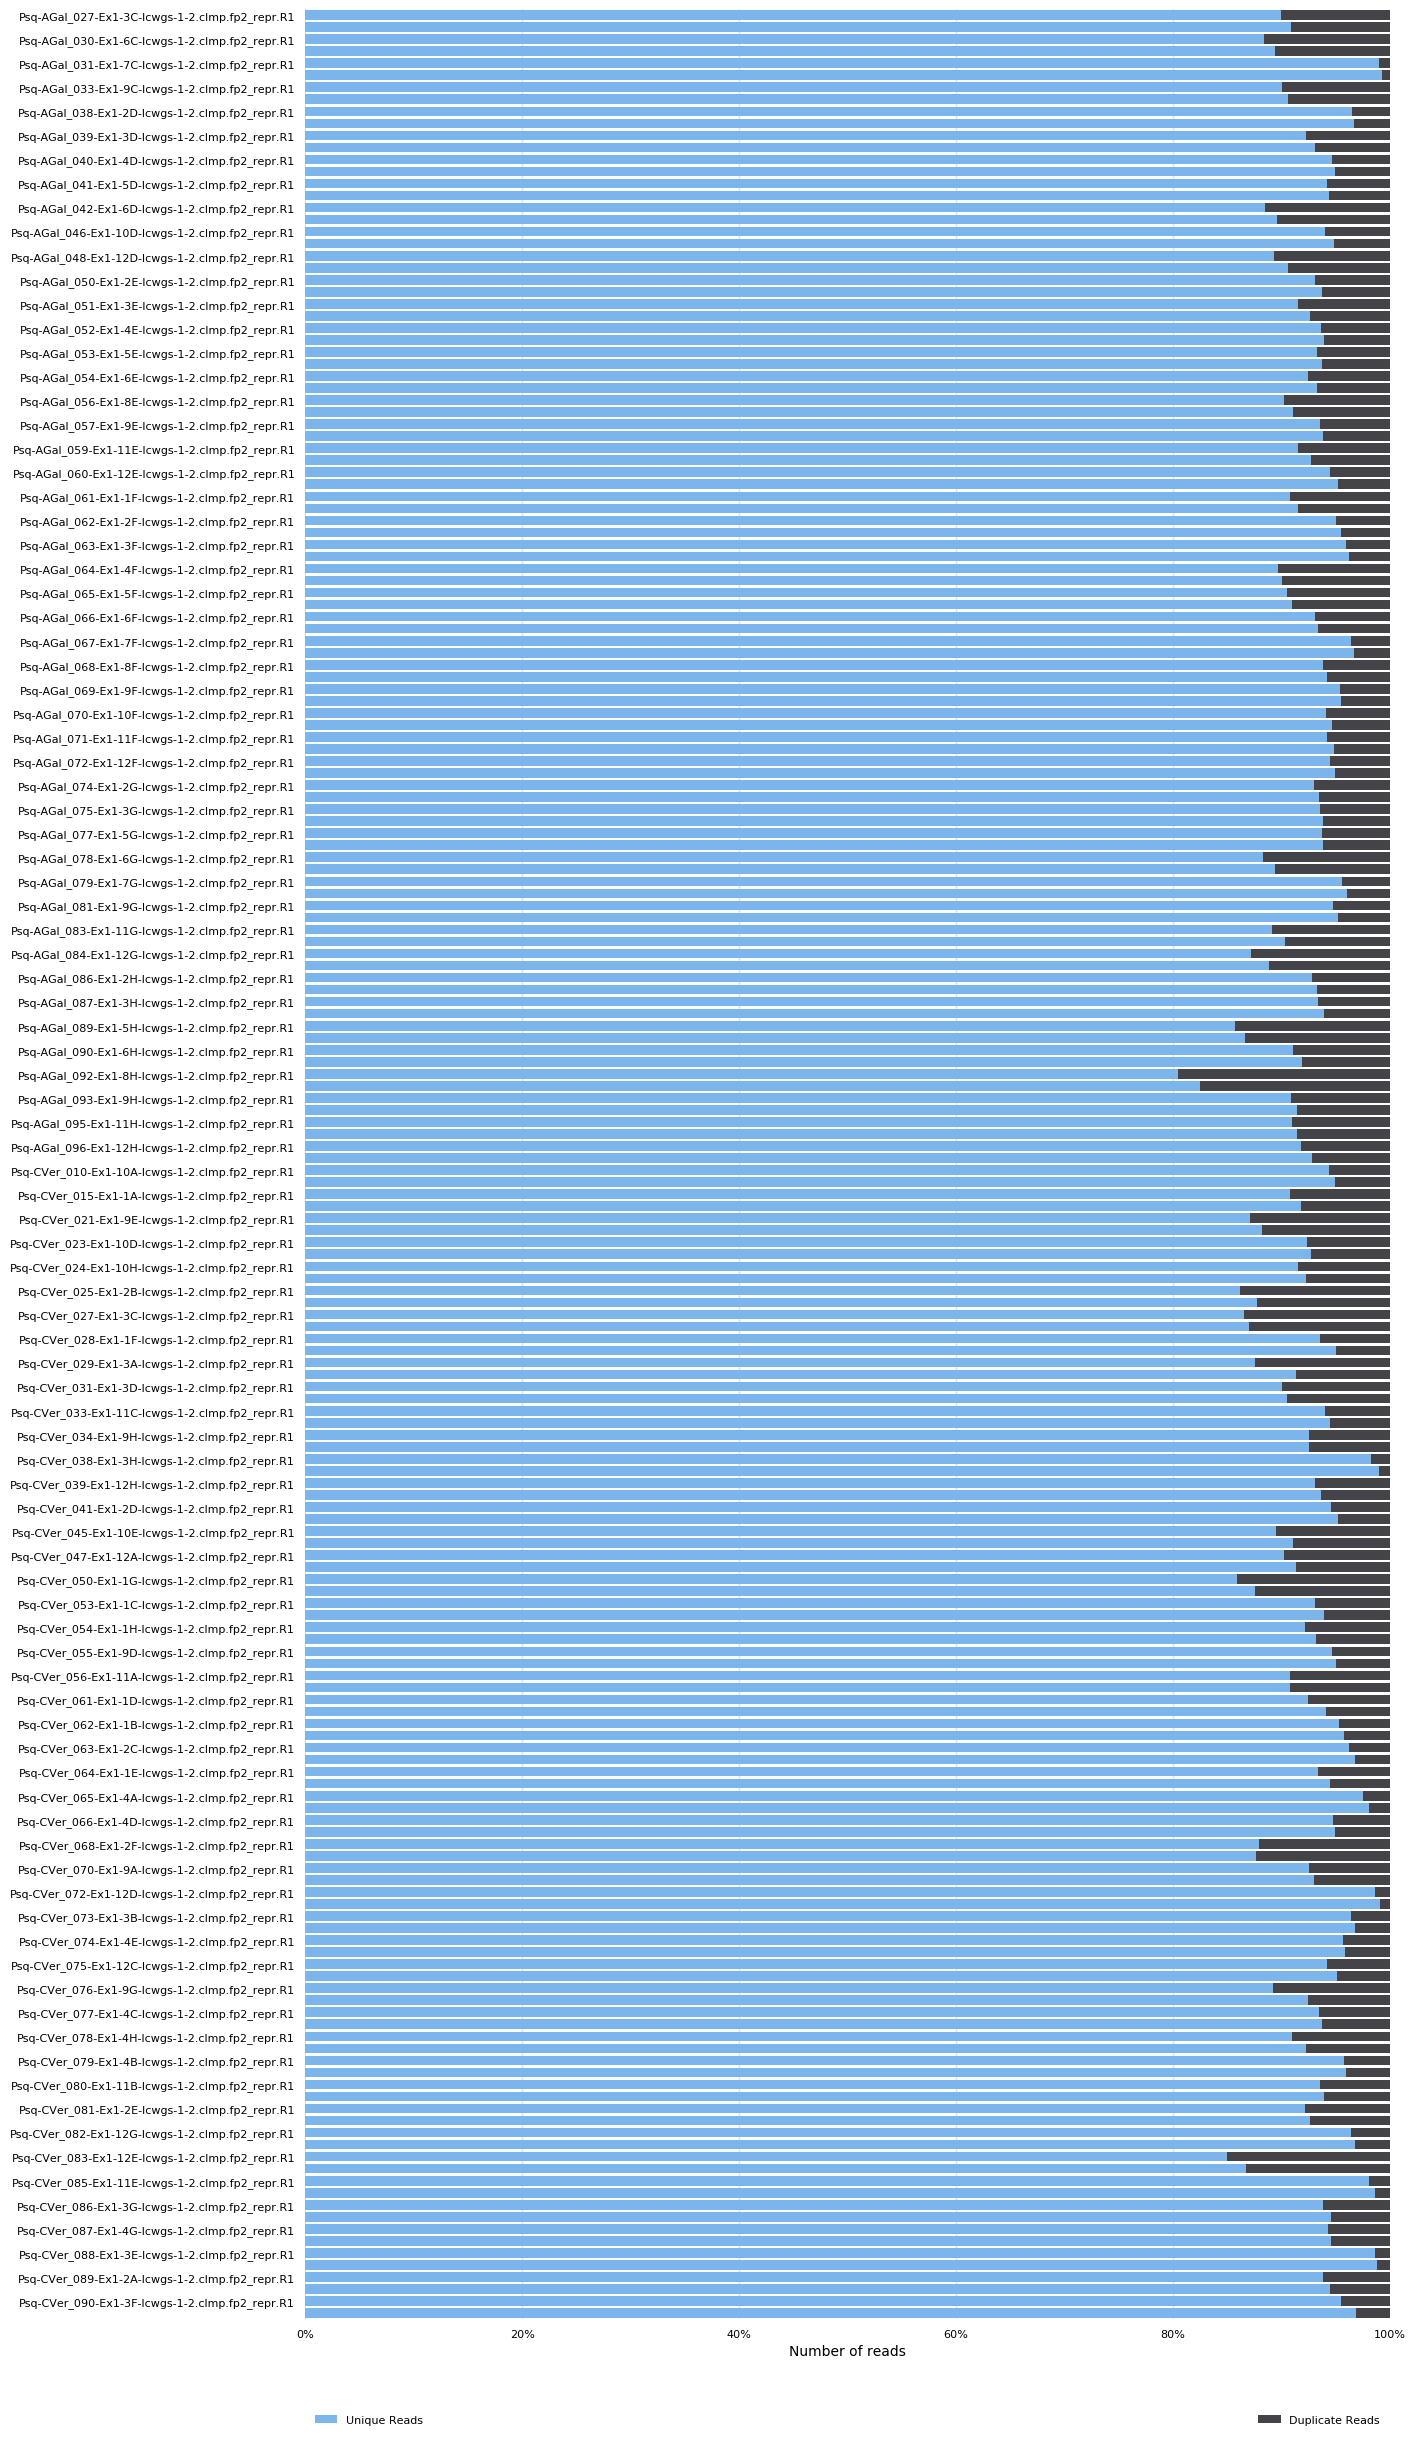 Psq-AGal_027-Ex1-3C-lcwgs-1-2.clmp.fp2_repr.R1
Psq-AGal_030-Ex1-6C-lcwgs-1-2.clmp.fp2_repr.R1
Psq-AGal_031-Ex1-7C-lcwgs-1-2.clmp.fp2_repr.R1
Psq-AGal_033-Ex1-9C-lcwgs-1-2.clmp.fp2_repr.R1
Psq-AGal_038-Ex1-2D-lcwgs-1-2.clmp.fp2_repr.R1
Psq-AGal_039-Ex1-3D-lcwgs-1-2.clmp.fp2_repr.R1
Psq-AGal_040-Ex1-4D-lcwgs-1-2.clmp.fp2_repr.R1
Psq-AGal_041-Ex1-5D-lcwgs-1-2.clmp.fp2_repr.R1
Psq-AGal_042-Ex1-6D-lcwgs-1-2.clmp.fp2_repr.R1
Psq-AGal_046-Ex1-10D-lcwgs-1-2.clmp.fp2_repr.R1
Psq-AGal_048-Ex1-12D-lcwgs-1-2.clmp.fp2_repr.R1
Psq-AGal_050-Ex1-2E-lcwgs-1-2.clmp.fp2_repr.R1
Psq-AGal_051-Ex1-3E-lcwgs-1-2.clmp.fp2_repr.R1
Psq-AGal_052-Ex1-4E-lcwgs-1-2.clmp.fp2_repr.R1
Psq-AGal_053-Ex1-5E-lcwgs-1-2.clmp.fp2_repr.R1
Psq-AGal_054-Ex1-6E-lcwgs-1-2.clmp.fp2_repr.R1
Psq-AGal_056-Ex1-8E-lcwgs-1-2.clmp.fp2_repr.R1
Psq-AGal_057-Ex1-9E-lcwgs-1-2.clmp.fp2_repr.R1
Psq-AGal_059-Ex1-11E-lcwgs-1-2.clmp.fp2_repr.R1
Psq-AGal_060-Ex1-12E-lcwgs-1-2.clmp.fp2_repr.R1
Psq-AGal_061-Ex1-1F-lcwgs-1-2.clmp.fp2_repr.R1
Psq-AGal_062-Ex1-2F-lcwgs-1-2.clmp.fp2_repr.R1
Psq-AGal_063-Ex1-3F-lcwgs-1-2.clmp.fp2_repr.R1
Psq-AGal_064-Ex1-4F-lcwgs-1-2.clmp.fp2_repr.R1
Psq-AGal_065-Ex1-5F-lcwgs-1-2.clmp.fp2_repr.R1
Psq-AGal_066-Ex1-6F-lcwgs-1-2.clmp.fp2_repr.R1
Psq-AGal_067-Ex1-7F-lcwgs-1-2.clmp.fp2_repr.R1
Psq-AGal_068-Ex1-8F-lcwgs-1-2.clmp.fp2_repr.R1
Psq-AGal_069-Ex1-9F-lcwgs-1-2.clmp.fp2_repr.R1
Psq-AGal_070-Ex1-10F-lcwgs-1-2.clmp.fp2_repr.R1
Psq-AGal_071-Ex1-11F-lcwgs-1-2.clmp.fp2_repr.R1
Psq-AGal_072-Ex1-12F-lcwgs-1-2.clmp.fp2_repr.R1
Psq-AGal_074-Ex1-2G-lcwgs-1-2.clmp.fp2_repr.R1
Psq-AGal_075-Ex1-3G-lcwgs-1-2.clmp.fp2_repr.R1
Psq-AGal_077-Ex1-5G-lcwgs-1-2.clmp.fp2_repr.R1
Psq-AGal_078-Ex1-6G-lcwgs-1-2.clmp.fp2_repr.R1
Psq-AGal_079-Ex1-7G-lcwgs-1-2.clmp.fp2_repr.R1
Psq-AGal_081-Ex1-9G-lcwgs-1-2.clmp.fp2_repr.R1
Psq-AGal_083-Ex1-11G-lcwgs-1-2.clmp.fp2_repr.R1
Psq-AGal_084-Ex1-12G-lcwgs-1-2.clmp.fp2_repr.R1
Psq-AGal_086-Ex1-2H-lcwgs-1-2.clmp.fp2_repr.R1
Psq-AGal_087-Ex1-3H-lcwgs-1-2.clmp.fp2_repr.R1
Psq-AGal_089-Ex1-5H-lcwgs-1-2.clmp.fp2_repr.R1
Psq-AGal_090-Ex1-6H-lcwgs-1-2.clmp.fp2_repr.R1
Psq-AGal_092-Ex1-8H-lcwgs-1-2.clmp.fp2_repr.R1
Psq-AGal_093-Ex1-9H-lcwgs-1-2.clmp.fp2_repr.R1
Psq-AGal_095-Ex1-11H-lcwgs-1-2.clmp.fp2_repr.R1
Psq-AGal_096-Ex1-12H-lcwgs-1-2.clmp.fp2_repr.R1
Psq-CVer_010-Ex1-10A-lcwgs-1-2.clmp.fp2_repr.R1
Psq-CVer_015-Ex1-1A-lcwgs-1-2.clmp.fp2_repr.R1
Psq-CVer_021-Ex1-9E-lcwgs-1-2.clmp.fp2_repr.R1
Psq-CVer_023-Ex1-10D-lcwgs-1-2.clmp.fp2_repr.R1
Psq-CVer_024-Ex1-10H-lcwgs-1-2.clmp.fp2_repr.R1
Psq-CVer_025-Ex1-2B-lcwgs-1-2.clmp.fp2_repr.R1
Psq-CVer_027-Ex1-3C-lcwgs-1-2.clmp.fp2_repr.R1
Psq-CVer_028-Ex1-1F-lcwgs-1-2.clmp.fp2_repr.R1
Psq-CVer_029-Ex1-3A-lcwgs-1-2.clmp.fp2_repr.R1
Psq-CVer_031-Ex1-3D-lcwgs-1-2.clmp.fp2_repr.R1
Psq-CVer_033-Ex1-11C-lcwgs-1-2.clmp.fp2_repr.R1
Psq-CVer_034-Ex1-9H-lcwgs-1-2.clmp.fp2_repr.R1
Psq-CVer_038-Ex1-3H-lcwgs-1-2.clmp.fp2_repr.R1
Psq-CVer_039-Ex1-12H-lcwgs-1-2.clmp.fp2_repr.R1
Psq-CVer_041-Ex1-2D-lcwgs-1-2.clmp.fp2_repr.R1
Psq-CVer_045-Ex1-10E-lcwgs-1-2.clmp.fp2_repr.R1
Psq-CVer_047-Ex1-12A-lcwgs-1-2.clmp.fp2_repr.R1
Psq-CVer_050-Ex1-1G-lcwgs-1-2.clmp.fp2_repr.R1
Psq-CVer_053-Ex1-1C-lcwgs-1-2.clmp.fp2_repr.R1
Psq-CVer_054-Ex1-1H-lcwgs-1-2.clmp.fp2_repr.R1
Psq-CVer_055-Ex1-9D-lcwgs-1-2.clmp.fp2_repr.R1
Psq-CVer_056-Ex1-11A-lcwgs-1-2.clmp.fp2_repr.R1
Psq-CVer_061-Ex1-1D-lcwgs-1-2.clmp.fp2_repr.R1
Psq-CVer_062-Ex1-1B-lcwgs-1-2.clmp.fp2_repr.R1
Psq-CVer_063-Ex1-2C-lcwgs-1-2.clmp.fp2_repr.R1
Psq-CVer_064-Ex1-1E-lcwgs-1-2.clmp.fp2_repr.R1
Psq-CVer_065-Ex1-4A-lcwgs-1-2.clmp.fp2_repr.R1
Psq-CVer_066-Ex1-4D-lcwgs-1-2.clmp.fp2_repr.R1
Psq-CVer_068-Ex1-2F-lcwgs-1-2.clmp.fp2_repr.R1
Psq-CVer_070-Ex1-9A-lcwgs-1-2.clmp.fp2_repr.R1
Psq-CVer_072-Ex1-12D-lcwgs-1-2.clmp.fp2_repr.R1
Psq-CVer_073-Ex1-3B-lcwgs-1-2.clmp.fp2_repr.R1
Psq-CVer_074-Ex1-4E-lcwgs-1-2.clmp.fp2_repr.R1
Psq-CVer_075-Ex1-12C-lcwgs-1-2.clmp.fp2_repr.R1
Psq-CVer_076-Ex1-9G-lcwgs-1-2.clmp.fp2_repr.R1
Psq-CVer_077-Ex1-4C-lcwgs-1-2.clmp.fp2_repr.R1
Psq-CVer_078-Ex1-4H-lcwgs-1-2.clmp.fp2_repr.R1
Psq-CVer_079-Ex1-4B-lcwgs-1-2.clmp.fp2_repr.R1
Psq-CVer_080-Ex1-11B-lcwgs-1-2.clmp.fp2_repr.R1
Psq-CVer_081-Ex1-2E-lcwgs-1-2.clmp.fp2_repr.R1
Psq-CVer_082-Ex1-12G-lcwgs-1-2.clmp.fp2_repr.R1
Psq-CVer_083-Ex1-12E-lcwgs-1-2.clmp.fp2_repr.R1
Psq-CVer_085-Ex1-11E-lcwgs-1-2.clmp.fp2_repr.R1
Psq-CVer_086-Ex1-3G-lcwgs-1-2.clmp.fp2_repr.R1
Psq-CVer_087-Ex1-4G-lcwgs-1-2.clmp.fp2_repr.R1
Psq-CVer_088-Ex1-3E-lcwgs-1-2.clmp.fp2_repr.R1
Psq-CVer_089-Ex1-2A-lcwgs-1-2.clmp.fp2_repr.R1
Psq-CVer_090-Ex1-3F-lcwgs-1-2.clmp.fp2_repr.R1
0% 20% 40% 60% 80% 100%
Number of reads
Unique Reads Duplicate Reads